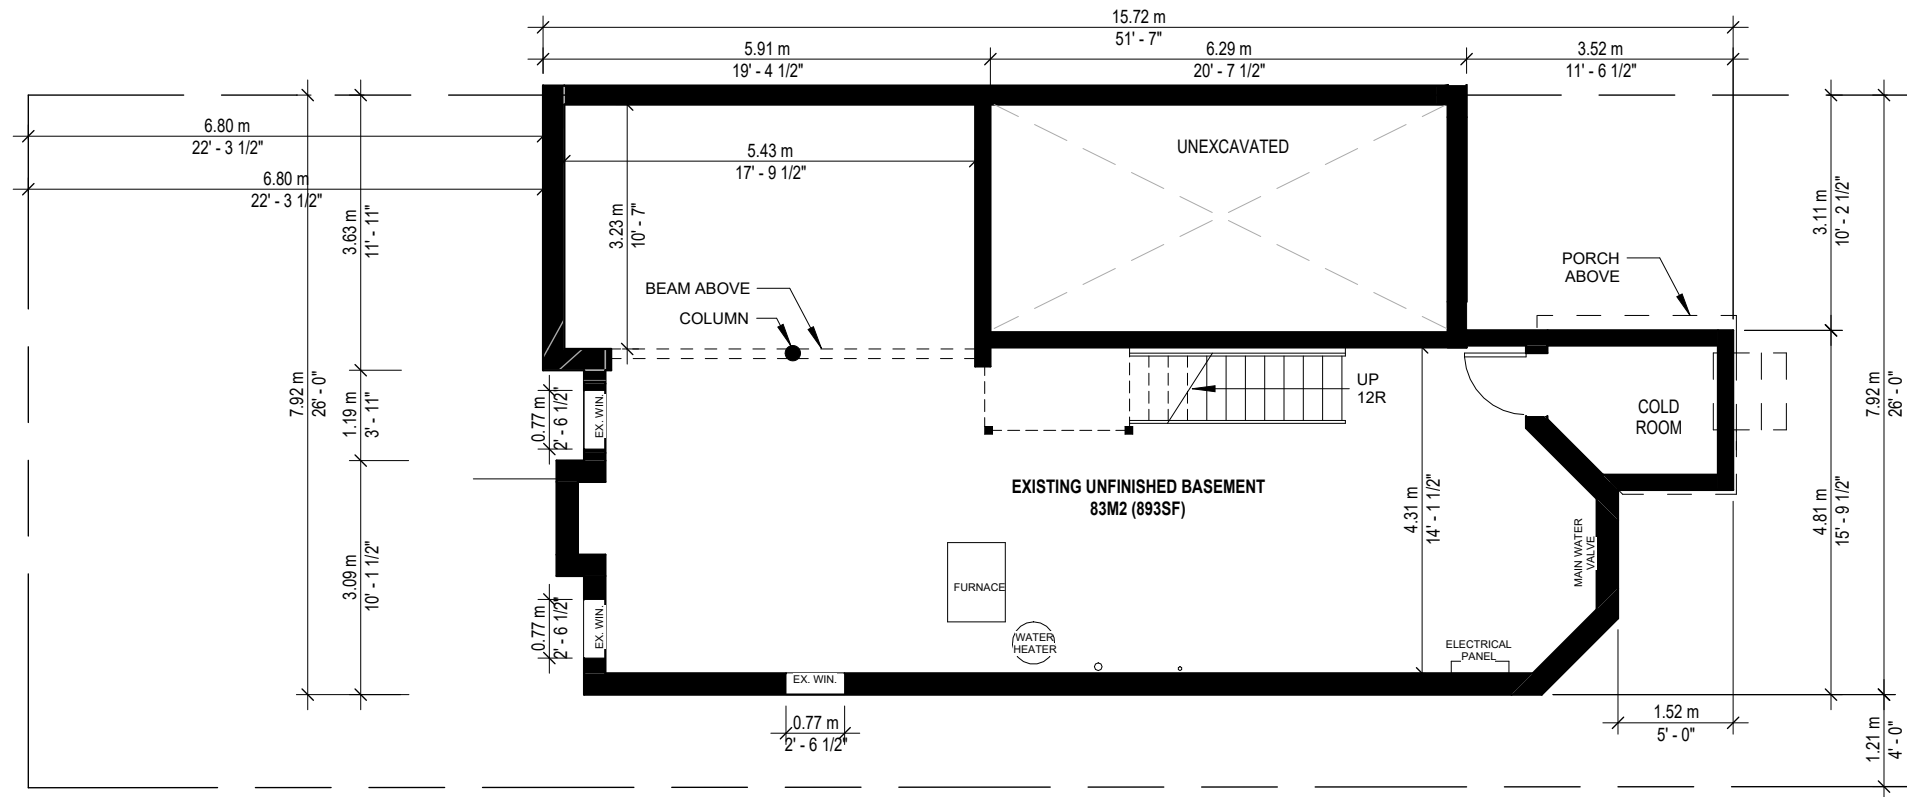 15.72 m
51' - 7"
5.91 m
19' - 4 1/2"
6.29 m
20' - 7 1/2"
3.52 m
11' - 6 1/2"
6.80 m
22' - 3 1/2"
6.80 m
22' - 3 1/2"
5.43 m
17' - 9 1/2"
UNEXCAVATED
3.63 m
11' - 11"
3.23 m
10' - 7"
3.11 m
10' - 2 1/2"
PORCH
ABOVE
BEAM ABOVE
COLUMN
7.92 m
26' - 0"
1.19 m
3' - 11"
0.77 m
2' - 6 1/2"
EX. WIN.
UP
12R
COLD
ROOM
7.92 m
26' - 0"
EXISTING UNFINISHED BASEMENT
83M2 (893SF)
4.31 m
14' - 1 1/2"
4.81 m
15' - 9 1/2"
MAIN WATER
VALVE
3.09 m
10' - 1 1/2"
0.77 m
2' - 6 1/2"
EX. WIN.
FURNACE
WATER
HEATER
ELECTRICAL
PANEL
EX. WIN.
0.77 m
2' - 6 1/2"
1.52 m
5' - 0"
1.21 m
4' - 0"